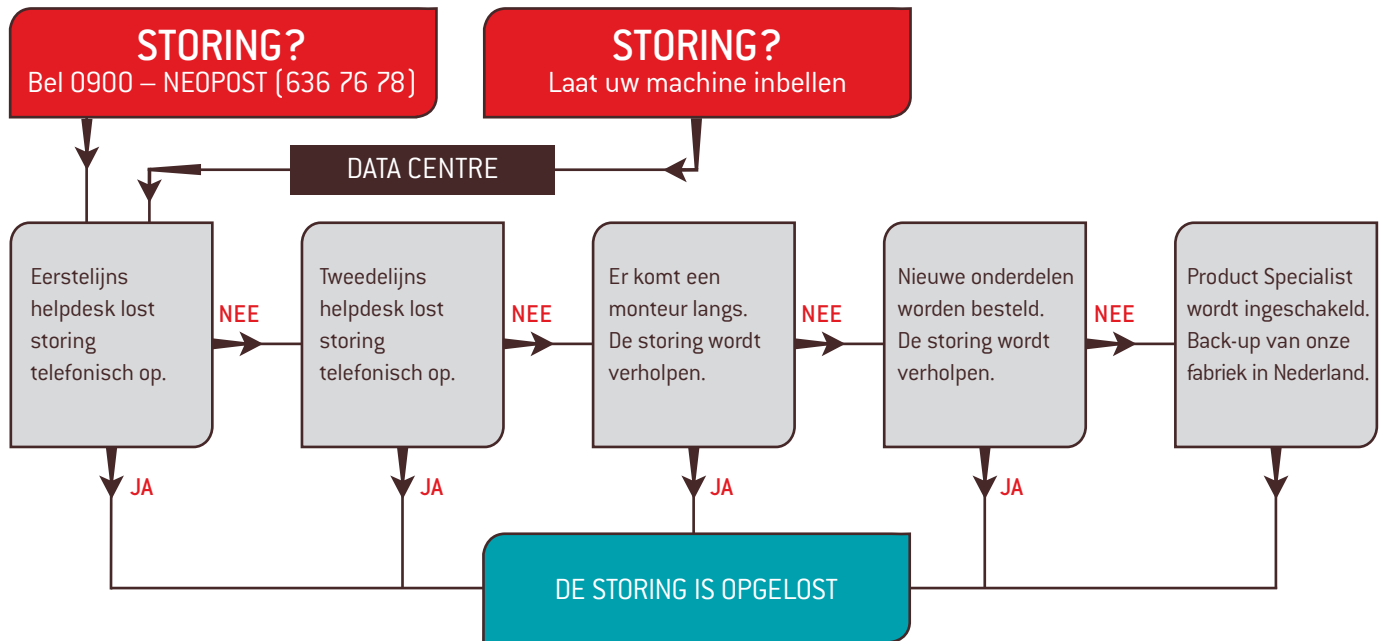 STORING?
Bel 0900 – NEOPOST (636 76 78)
STORING?
Laat uw machine inbellen
DATA CENTRE
Eerstelijns
helpdesk lost
storing
telefonisch op.
NEE
Tweedelijns
helpdesk lost
storing
telefonisch op.
NEE
Er komt een
monteur langs.
De storing wordt
verholpen.
NEE
Nieuwe onderdelen
worden besteld.
De storing wordt
verholpen.
NEE
Product Specialist
wordt ingeschakeld.
Back-up van onze
fabriek in Nederland.
JA
JA
JA
JA
DE STORING IS OPGELOST